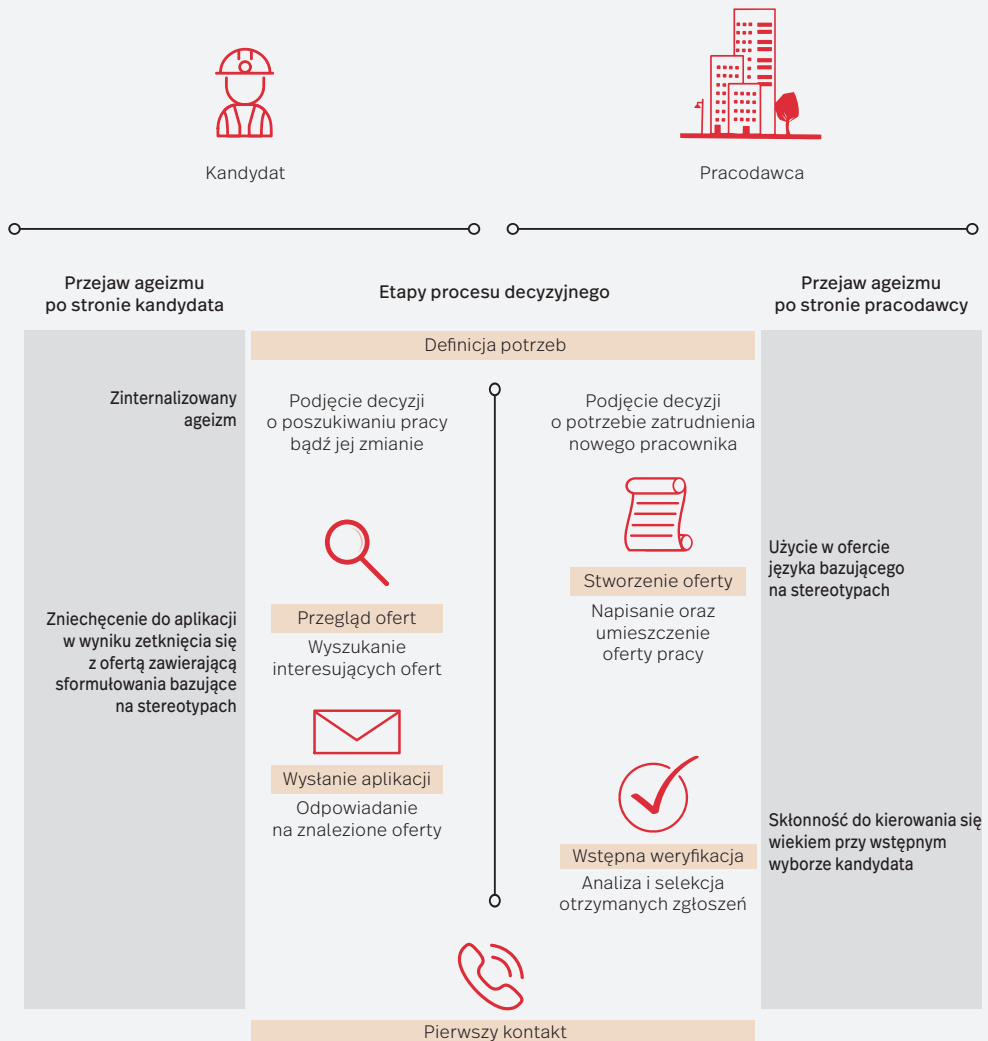 Kandydat
Pracodawca
Przejaw ageizmu
po stronie kandydata
Etapy procesu decyzyjnego
Przejaw ageizmu
po stronie pracodawcy
Definicja potrzeb
Zinternalizowany
ageizm
Podjęcie decyzji
o poszukiwaniu pracy
bądź jej zmianie
Podjęcie decyzji
o potrzebie zatrudnienia
nowego pracownika
Użycie w ofercie
języka bazującego
na stereotypach
Stworzenie oferty
Napisanie oraz
umieszczenie
oferty pracy
Zniechęcenie do aplikacji
w wyniku zetknięcia się
z ofertą zawierającą
sformułowania bazujące
na stereotypach
Przegląd ofert
Wyszukanie
interesujących ofert
Wysłanie aplikacji
Odpowiadanie
na znalezione oferty
Wstępna weryfikacja
Analiza i selekcja
otrzymanych zgłoszeń
Skłonność do kierowania się
wiekiem przy wstępnym
wyborze kandydata
Pierwszy kontakt